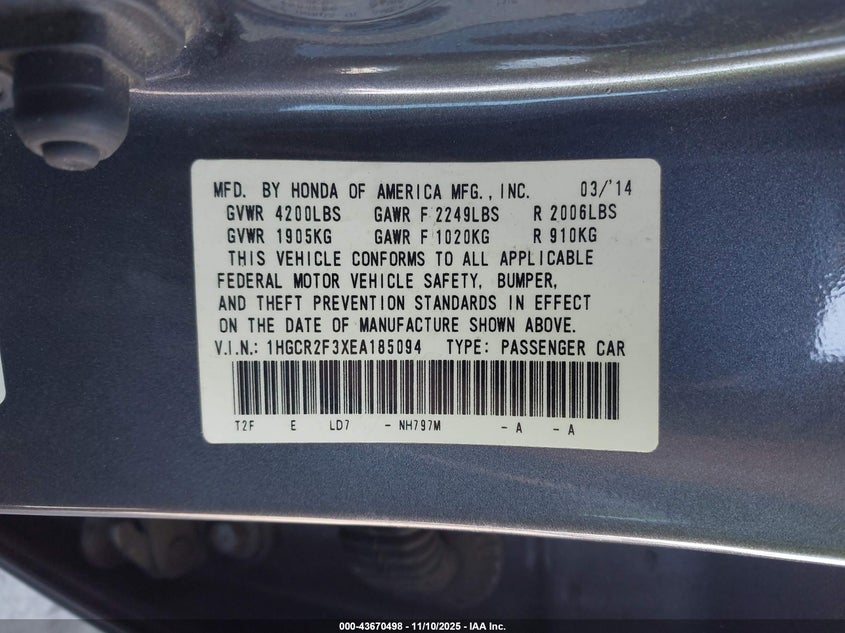 MFD. BY HONDA OF AMERICA MFG., INC. 03/'14
GVWR 4200LBS GAWR F 2249LBS R 2006LBS
GVWR 1905KG GAWR F 1020KG R 910KG
THIS VEHICLE CONFORMS TO ALL APPLICABLE
FEDERAL MOTOR VEHICLE SAFETY, BUMPER,
AND THEFT PREVENTION STANDARDS IN EFFECT
ON THE DATE OF MANUFACTURE SHOWN ABOVE.
V.I.N.: 1HGCR2F3XEA185094 TYPE: PASSENGER CAR
T2F E LD7 - NH797M - A - A
000-43670498 - 11/10/2025 - IAA Inc.